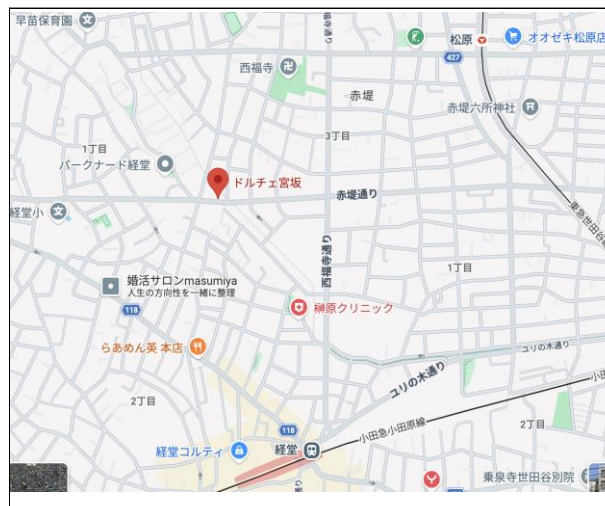 早苗保育園
西福寺通り
松原
オオゼキ松原店
427
西福寺
赤堤
赤堤六所神社
3丁目
1丁目
パークナード経堂
ドルチェ宮坂
赤堤通り
経堂小
東急世田谷
西福寺通り
1丁目
婚活サロンmasumiya
人生の方向性を一緒に整理
118
榊原クリニック
らあめん英 本店
ユリの木通り
ユリの木通り
小田
2丁目
小田急小田原線
118
2丁目
経堂コルティ
経堂
乗泉寺世田谷別院